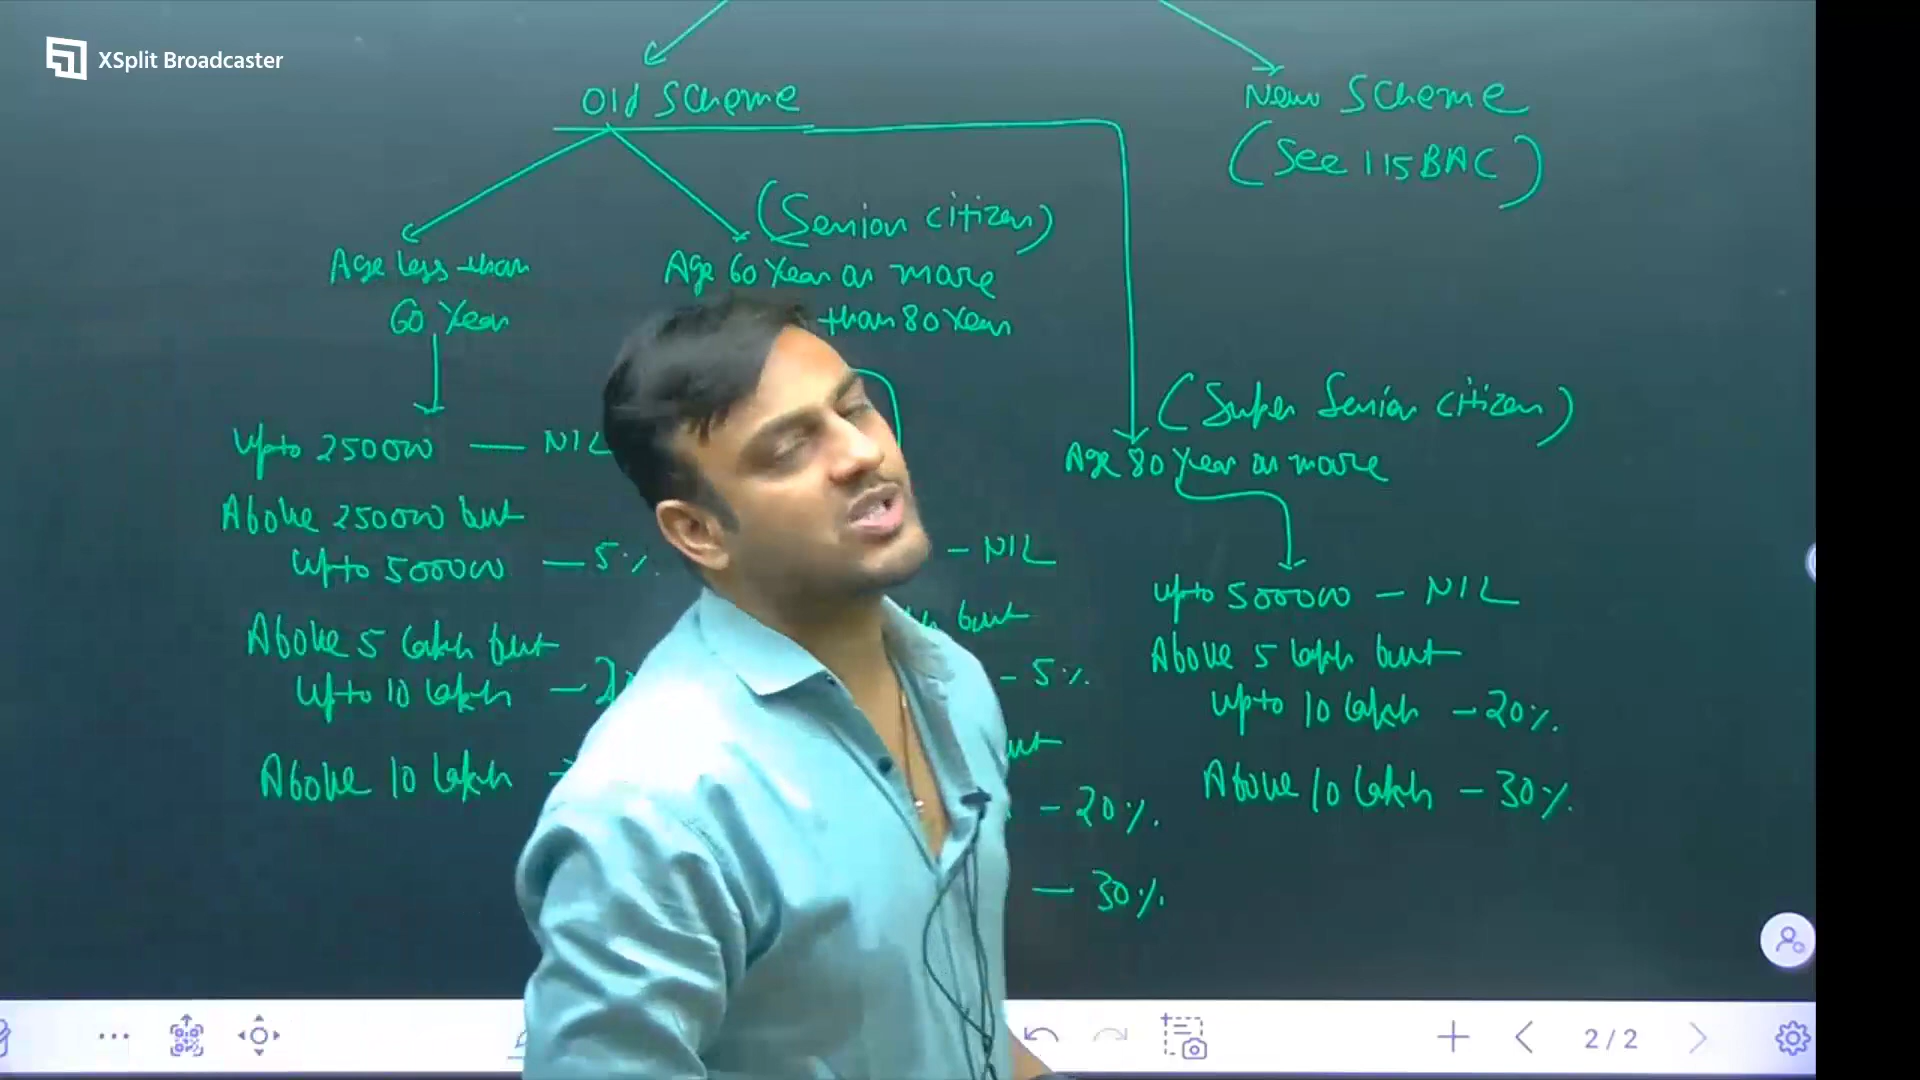 XSplit Broadcaster
Old Scheme
New Scheme
(See 115BAC)
(Senior citizen)
Age less than
60 Year
Age 60 Year or more
than 80 Year
Upto 250000 — NIL
Above 250000 but
Upto 500000 — 5%.
Above 5 lakh but
Upto 10 lakh —
Above 10 lakh
— NIL
but
— 5%.
— 20%.
— 30%.
(Super Senior citizen)
Age 80 Year or more
Upto 500000 — NIL
Above 5 lakh but
Upto 10 lakh — 20%.
Above 10 lakh — 30%.
2/2